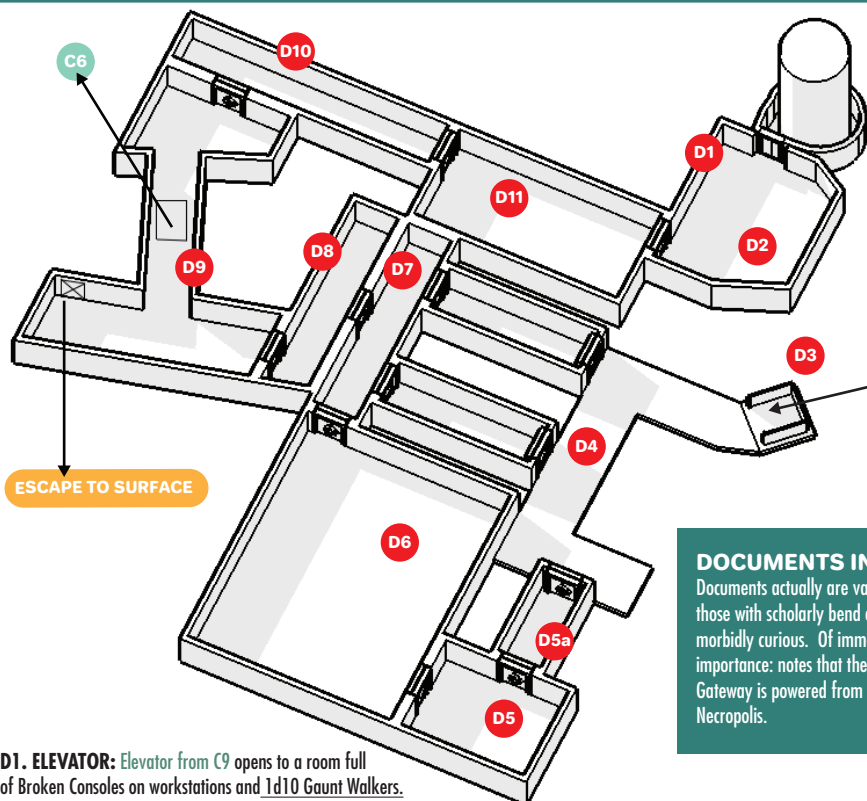 D10
C6
D1
D11
D2
D8
D7
D9
D3
D4
ESCAPE TO SURFACE
D6
D5a
D5
DOCUMENTS IN
Documents actually are va
those with scholarly bend
morbidly curious. Of imm
importance: notes that the
Gateway is powered from
Necropolis.
D1. ELEVATOR: Elevator from C9 opens to a room full
of Broken Consoles on workstations and 1d10 Gaunt Walkers.